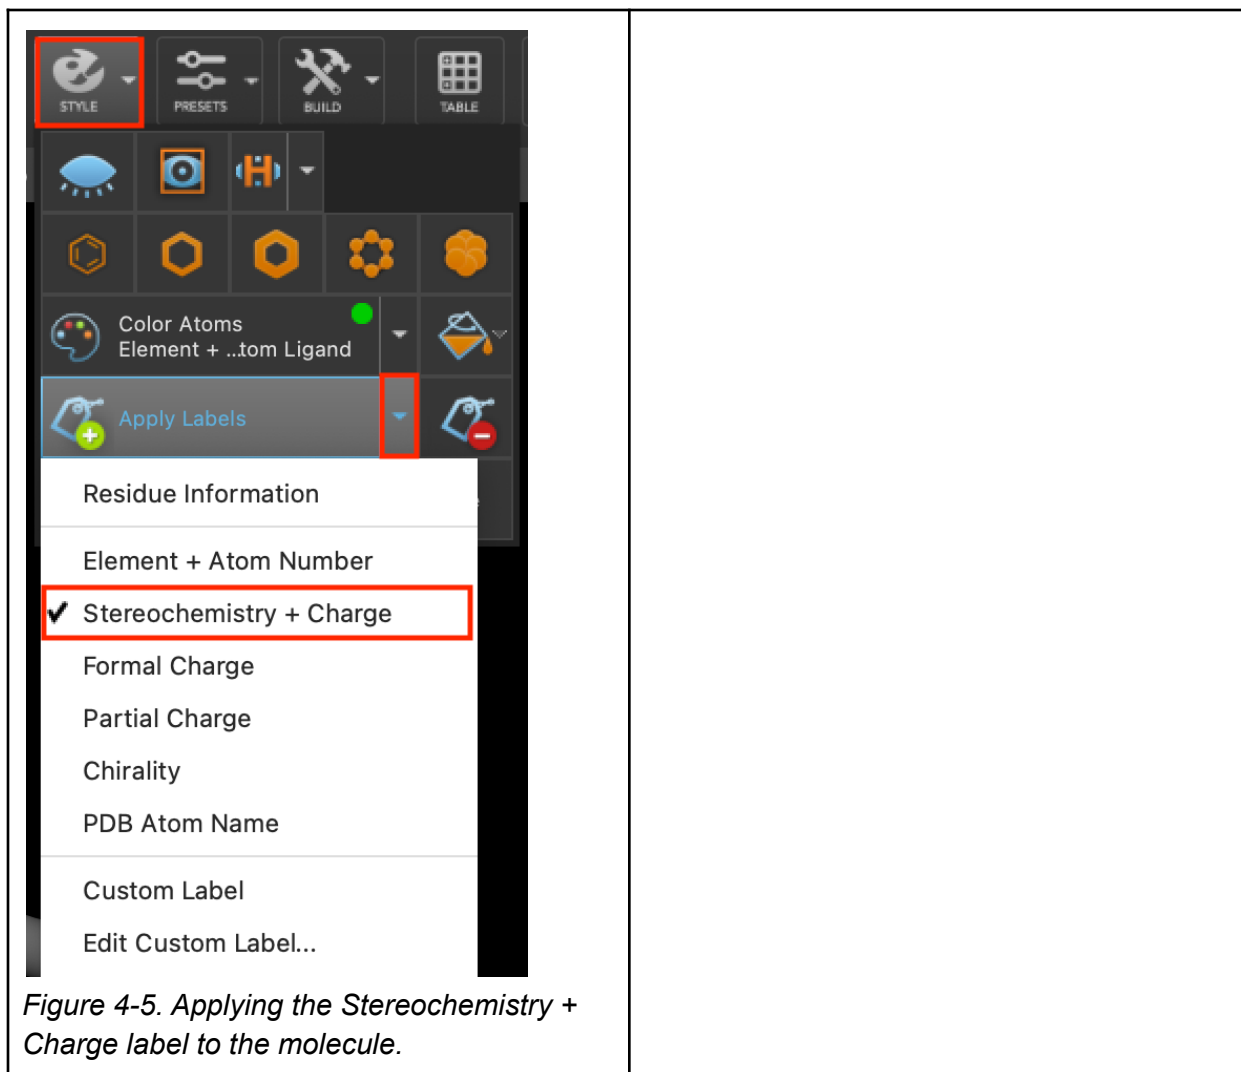 STYLE
PRESETS
BUILD
TABLE
H
Color Atoms
Element + ...tom Ligand
Apply Labels
Residue Information
Element + Atom Number
Stereochemistry + Charge
Formal Charge
Partial Charge
Chirality
PDB Atom Name
Custom Label
Edit Custom Label...
Figure 4-5. Applying the Stereochemistry +
Charge label to the molecule.